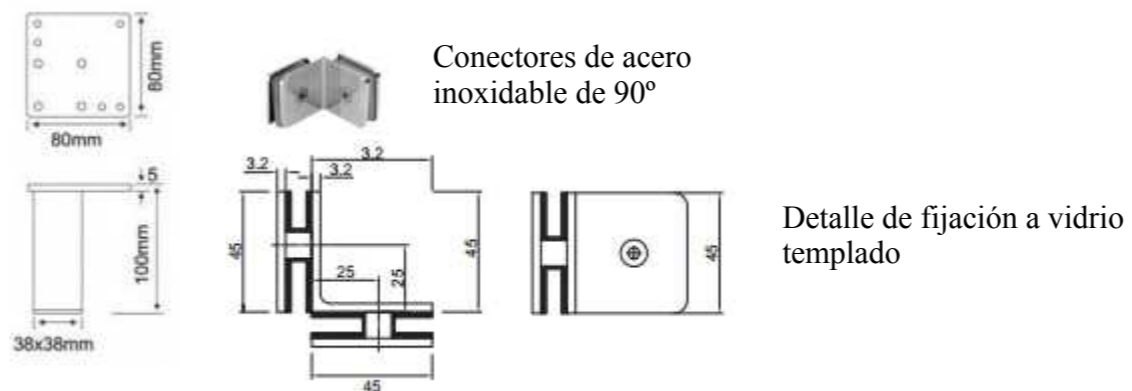 80mm
80mm
Conectores de acero
inoxidable de 90º
5
100mm
38x38mm
3.2
3.2
3.2
45
25
25
45
45
45
Detalle de fijación a vidrio
templado